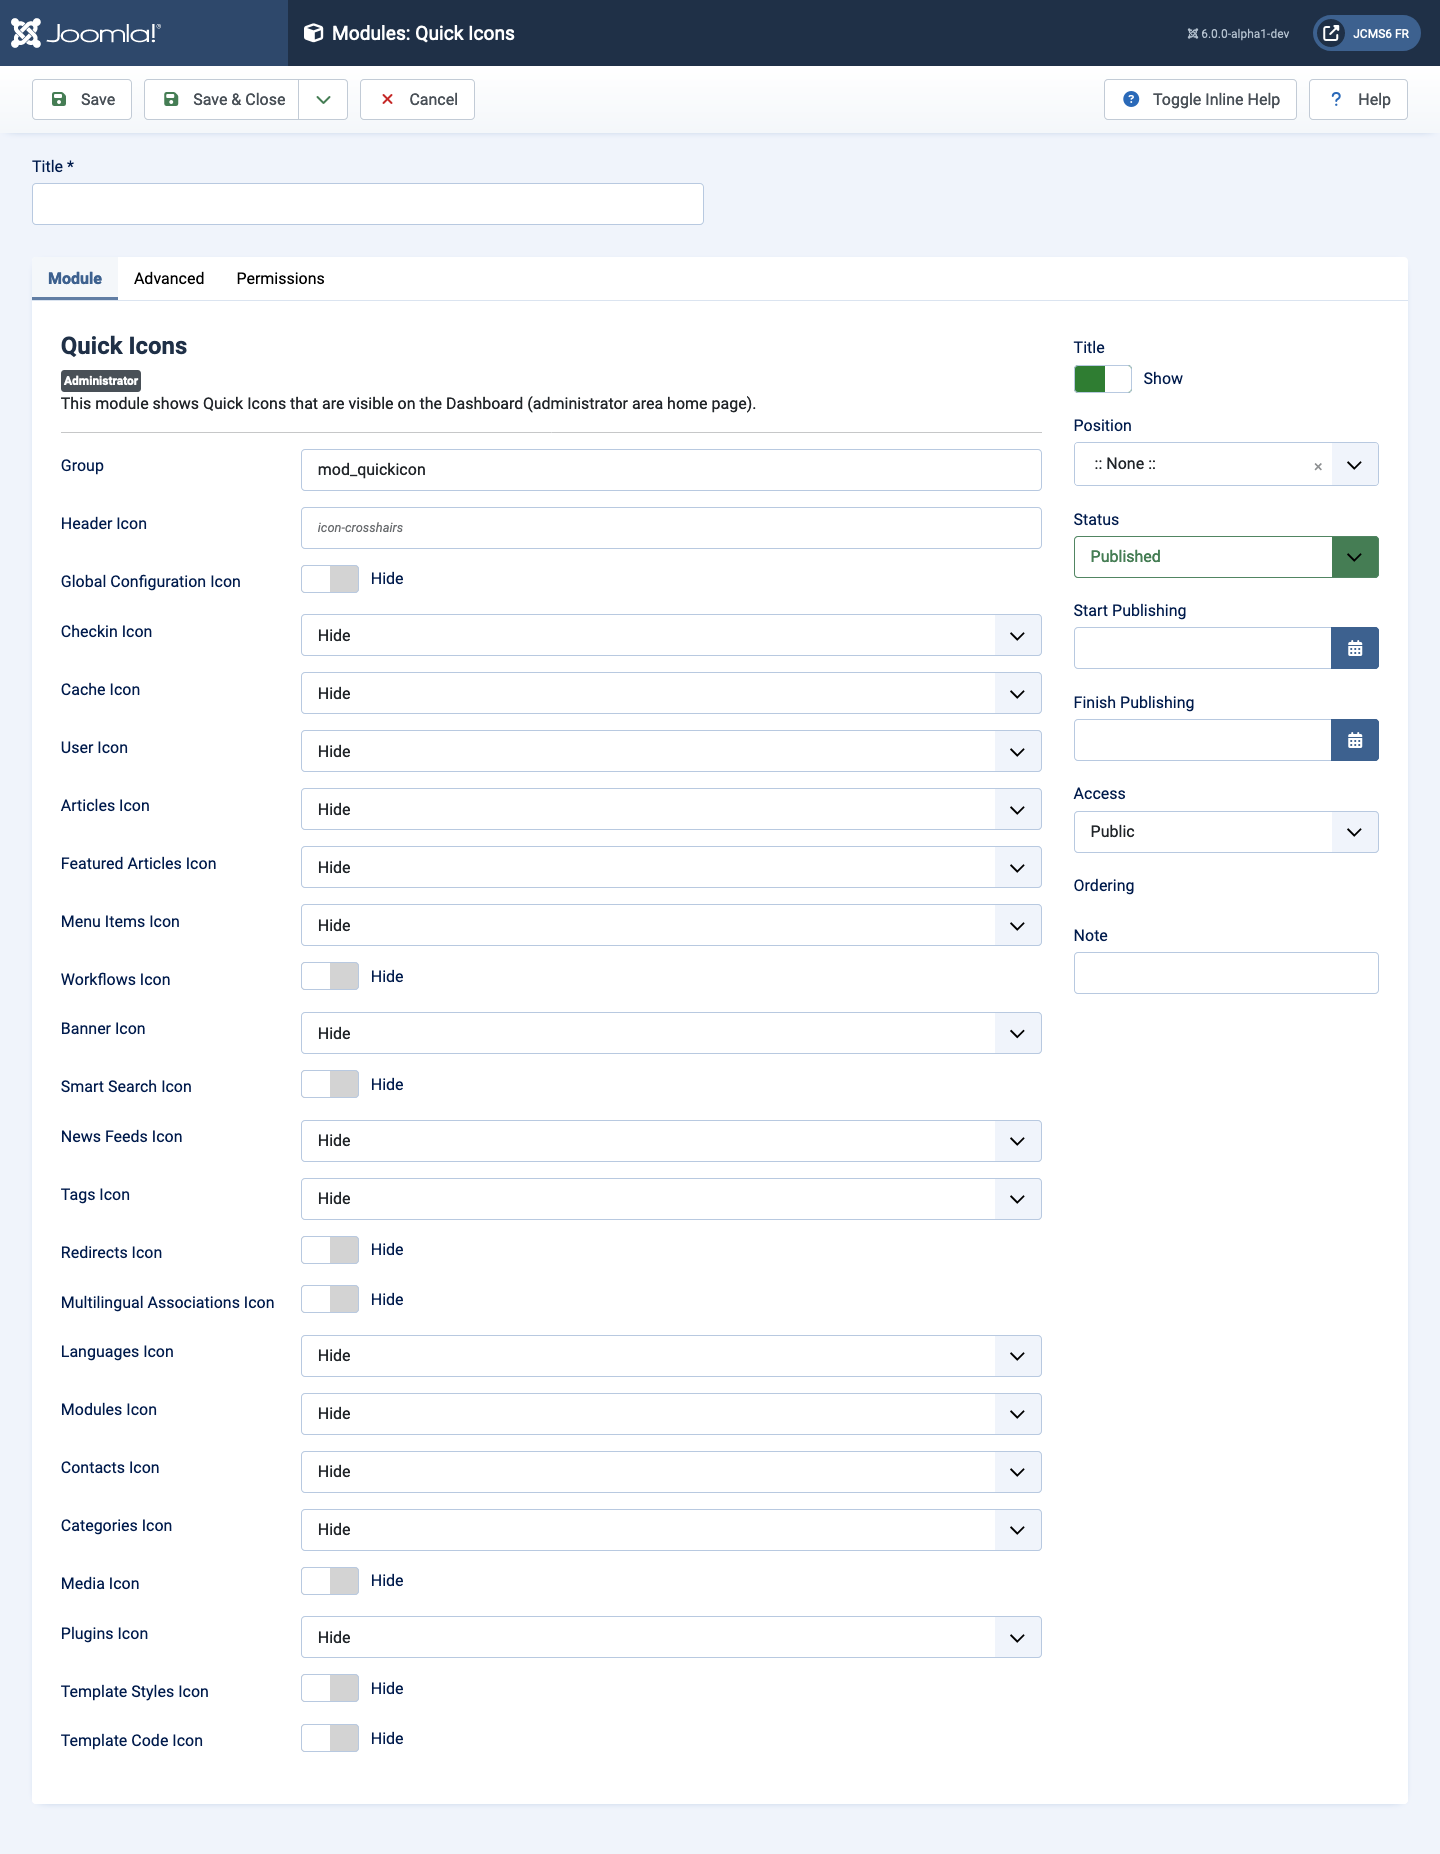 Joomla!®
Modules: Quick Icons
6.0.0-alpha1-dev
JCMS6 FR
Save
Save & Close
Cancel
Toggle Inline Help
? Help
Title *
Module
Advanced
Permissions
Quick Icons
Administrator
This module shows Quick Icons that are visible on the Dashboard (administrator area home page).
Group
mod_quickicon
Header Icon
icon-crosshairs
Global Configuration Icon
Hide
Checkin Icon
Hide
Cache Icon
Hide
User Icon
Hide
Articles Icon
Hide
Featured Articles Icon
Hide
Menu Items Icon
Hide
Workflows Icon
Hide
Banner Icon
Hide
Smart Search Icon
Hide
News Feeds Icon
Hide
Tags Icon
Hide
Redirects Icon
Hide
Multilingual Associations Icon
Hide
Languages Icon
Hide
Modules Icon
Hide
Contacts Icon
Hide
Categories Icon
Hide
Media Icon
Hide
Plugins Icon
Hide
Template Styles Icon
Hide
Template Code Icon
Hide
Title
Show
Position
:: None ::
Status
Published
Start Publishing
Finish Publishing
Access
Public
Ordering
Note